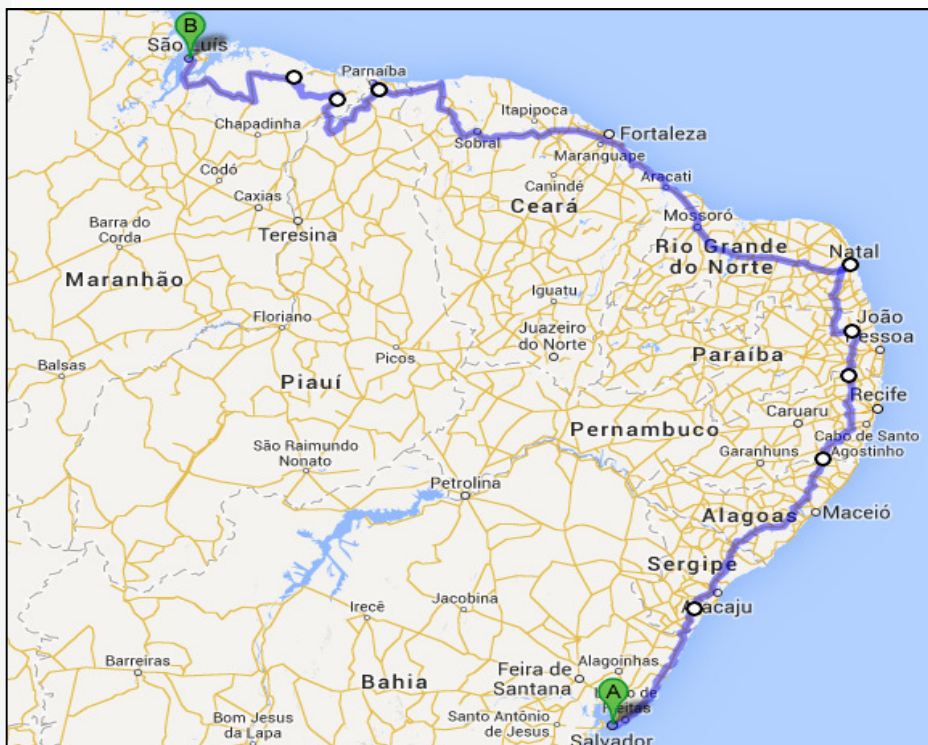 B
São Luís
Parnaíba
Itapipoca
Fortaleza
Chapadinha
Sobral
Maranguape
Codó
Canindé
Aracati
Caxias
Ceará
Mossoró
Barra do
Corda
Teresina
Rio Grande
do Norte
Natal
Maranhão
Iguatu
Floriano
João
Pessoa
Juazeiro
do Norte
Balsas
Picos
Paraíba
Piauí
Recife
Caruaru
Pernambuco
Cabo de Santo
Agostinho
São Raimundo
Nonato
Garanhuns
Petrolina
Alagoas
Maceió
Sergipe
Irecê
Jacobina
Aracaju
Barreiras
Feira de
Santana
Alagoinhas
Bahia
A
Lauro de
Freitas
Bom Jesus
da Lapa
Santo Antônio
de Jesus
Salvador